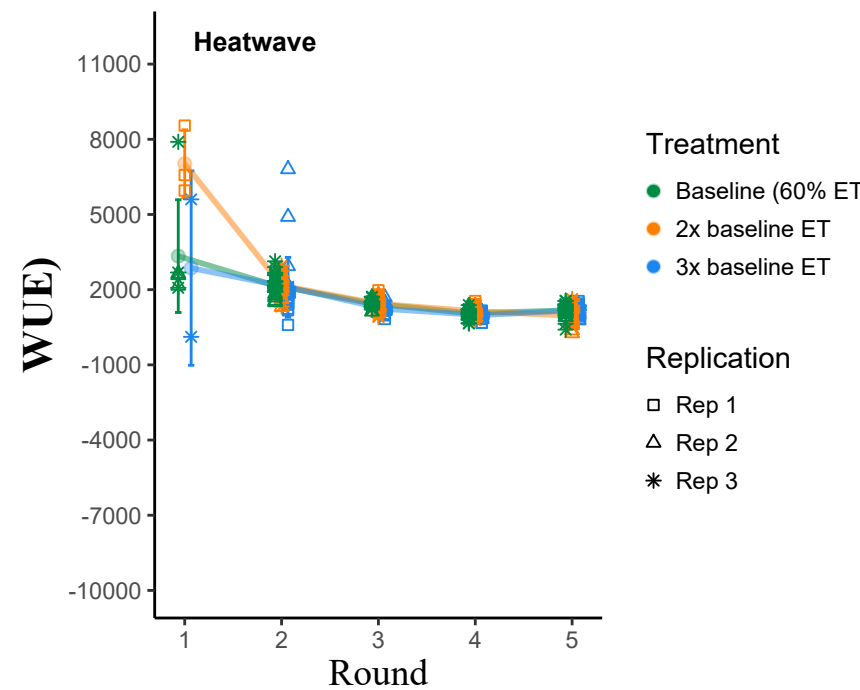 Heatwave
11000
8000
5000
2000
-1000
-4000
-7000
-10000
WUE)
1 2 3 4 5
Round
Treatment
Baseline (60% ET
2x baseline ET
3x baseline ET
Replication
Rep 1
Rep 2
Rep 3